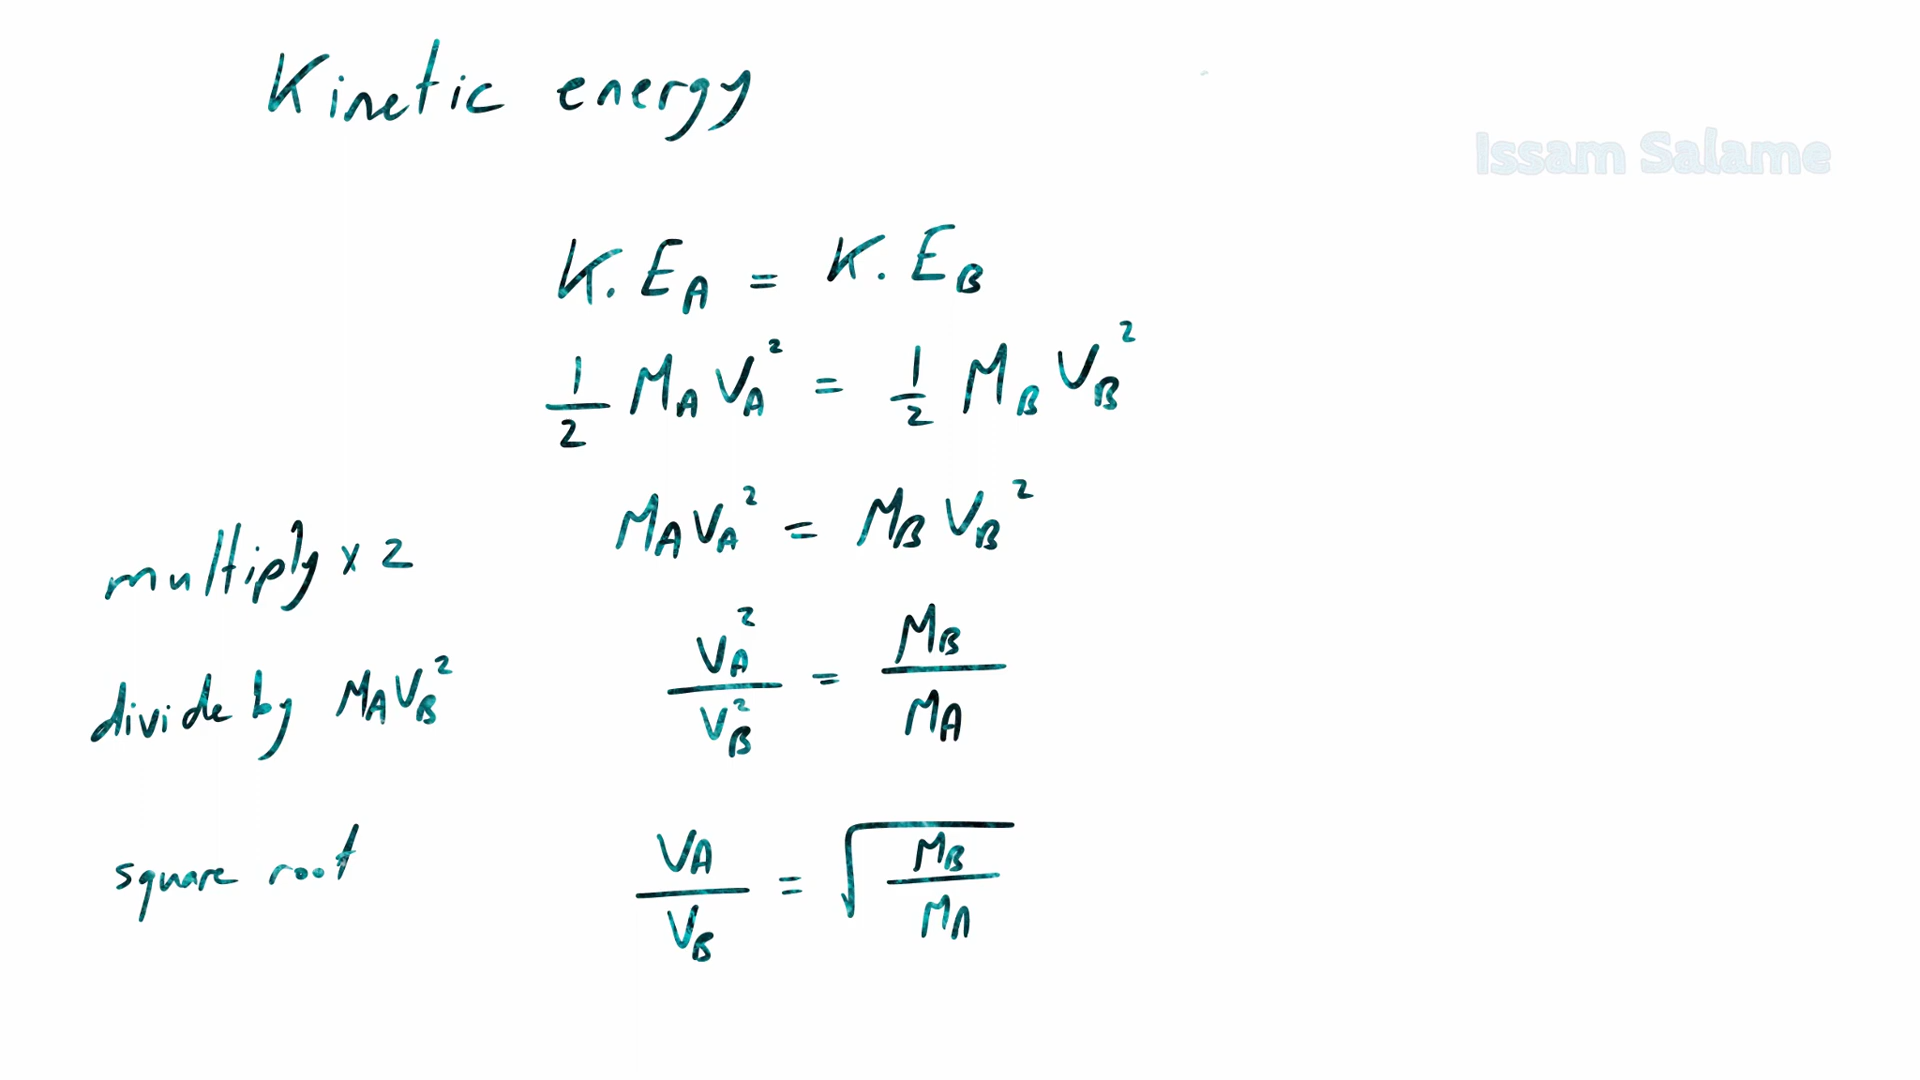 Kinetic energy
Issam Salame
K.E_A = K.E_B
1/2 M_A V_A^2 = 1/2 M_B V_B^2
multiply x 2 M_A V_A^2 = M_B V_B^2
divide by M_A V_B^2 V_A^2/V_B^2 = M_B/M_A
square root V_A/V_B = √(M_B/M_A)